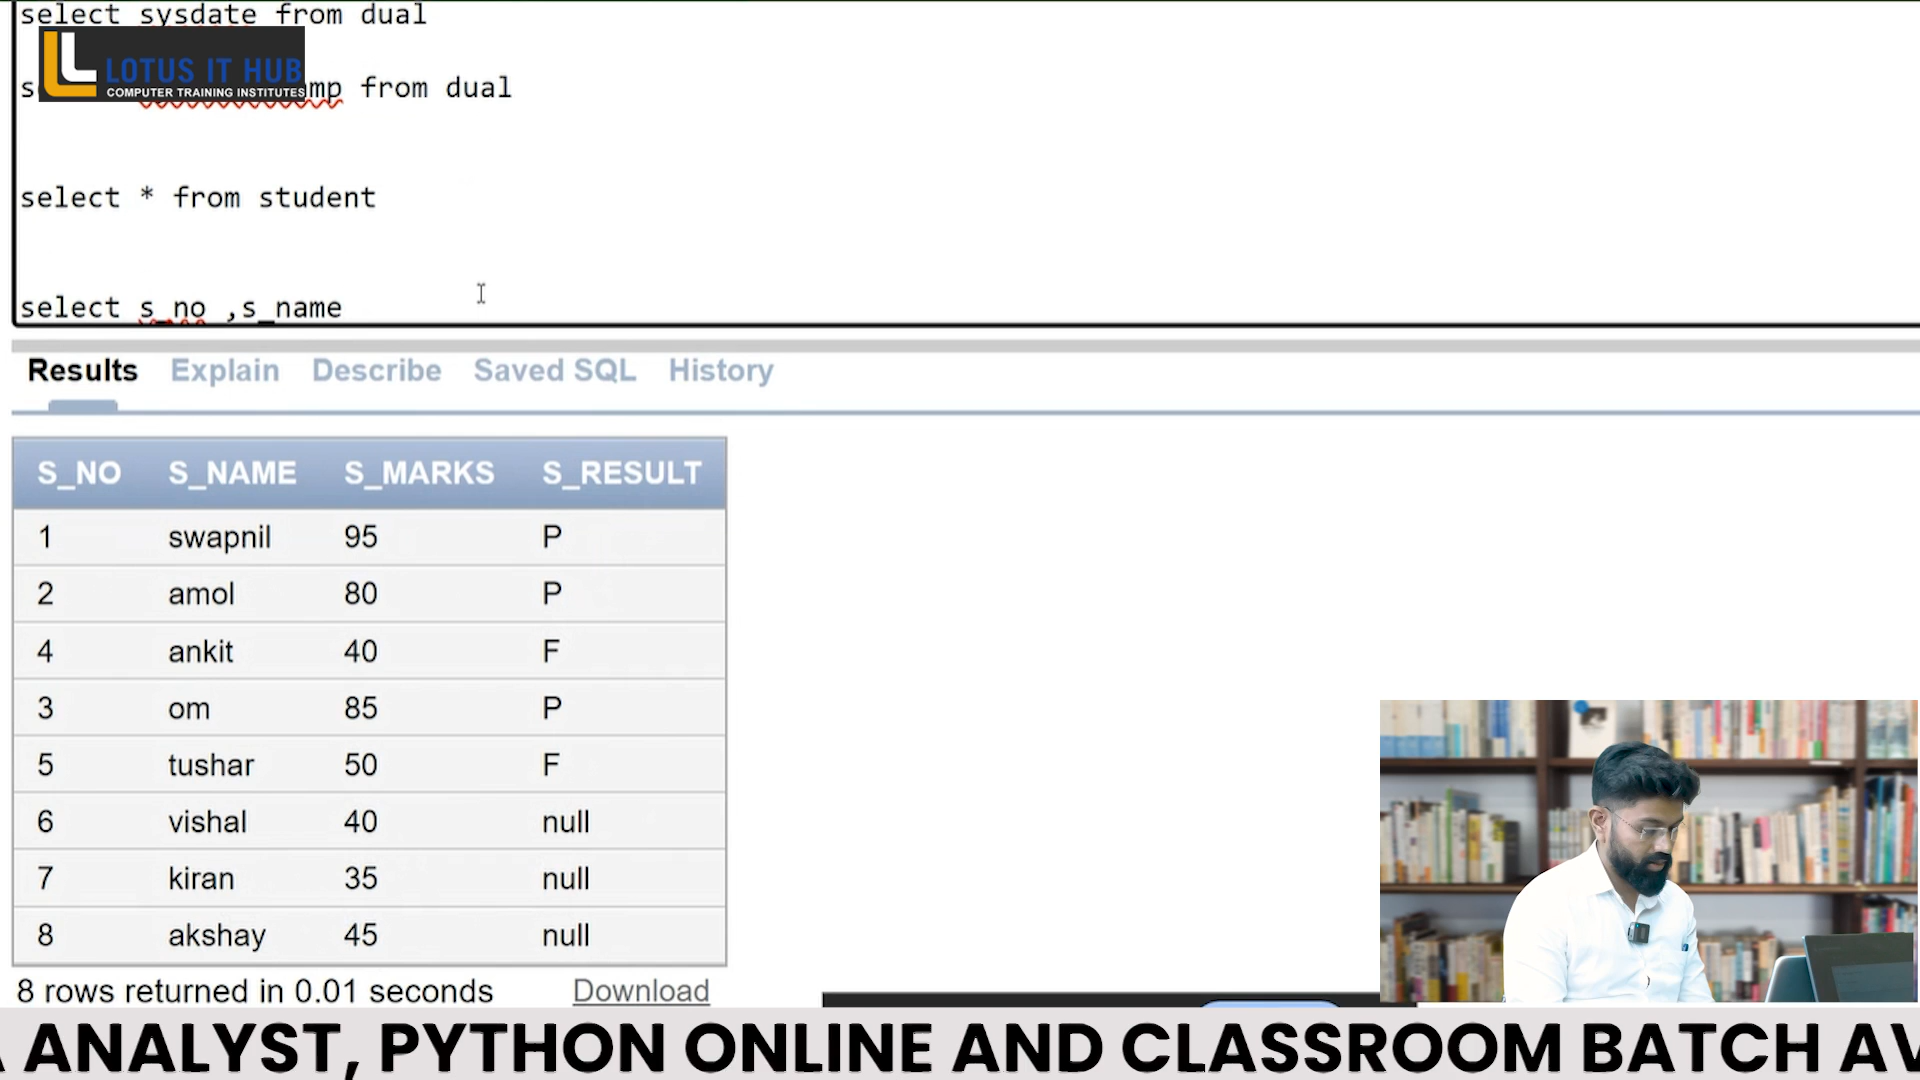 select sysdate from dual
LOTUS IT HUB
COMPUTER TRAINING INSTITUTES
s mp from dual
select * from student
select s_no ,s_name
Results Explain Describe Saved SQL History
S_NO S_NAME S_MARKS S_RESULT
1 swapnil 95 P
2 amol 80 P
4 ankit 40 F
3 om 85 P
5 tushar 50 F
6 vishal 40 null
7 kiran 35 null
8 akshay 45 null
8 rows returned in 0.01 seconds Download
ANALYST, PYTHON ONLINE AND CLASSROOM BATCH AV